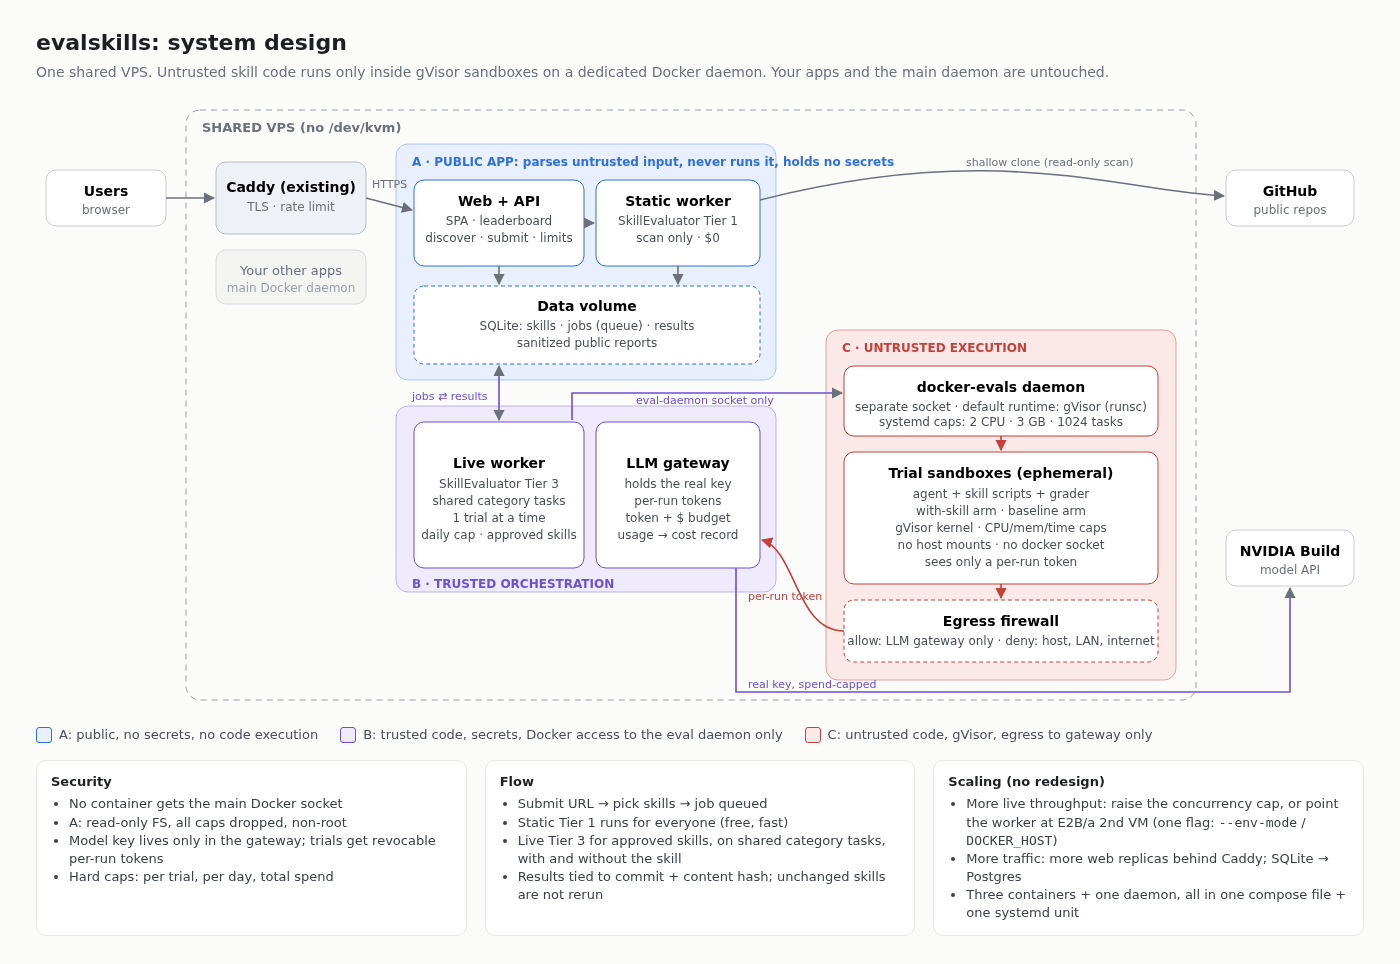 evalskills: system design
One shared VPS. Untrusted skill code runs only inside gVisor sandboxes on a dedicated Docker daemon. Your apps and the main daemon are untouched.
SHARED VPS (no /dev/kvm)
Users
browser
Caddy (existing)
TLS · rate limit
HTTPS
Your other apps
main Docker daemon
A · PUBLIC APP: parses untrusted input, never runs it, holds no secrets
Web + API
SPA · leaderboard
discover · submit · limits
Static worker
SkillEvaluator Tier 1
scan only · $0
Data volume
SQLite: skills · jobs (queue) · results
sanitized public reports
shallow clone (read-only scan)
GitHub
public repos
jobs ⇄ results
eval-daemon socket only
Live worker
SkillEvaluator Tier 3
shared category tasks
1 trial at a time
daily cap · approved skills
LLM gateway
holds the real key
per-run tokens
token + $ budget
usage → cost record
B · TRUSTED ORCHESTRATION
C · UNTRUSTED EXECUTION
docker-evals daemon
separate socket · default runtime: gVisor (runsc)
systemd caps: 2 CPU · 3 GB · 1024 tasks
Trial sandboxes (ephemeral)
agent + skill scripts + grader
with-skill arm · baseline arm
gVisor kernel · CPU/mem/time caps
no host mounts · no docker socket
sees only a per-run token
Egress firewall
allow: LLM gateway only · deny: host, LAN, internet
per-run token
real key, spend-capped
NVIDIA Build
model API
A: public, no secrets, no code execution
B: trusted code, secrets, Docker access to the eval daemon only
C: untrusted code, gVisor, egress to gateway only
Security
• No container gets the main Docker socket
• A: read-only FS, all caps dropped, non-root
• Model key lives only in the gateway; trials get revocable
per-run tokens
• Hard caps: per trial, per day, total spend
Flow
• Submit URL → pick skills → job queued
• Static Tier 1 runs for everyone (free, fast)
• Live Tier 3 for approved skills, on shared category tasks,
with and without the skill
• Results tied to commit + content hash; unchanged skills
are not rerun
Scaling (no redesign)
• More live throughput: raise the concurrency cap, or point
the worker at E2B/a 2nd VM (one flag: --env-mode /
DOCKER_HOST)
• More traffic: more web replicas behind Caddy; SQLite →
Postgres
• Three containers + one daemon, all in one compose file +
one systemd unit